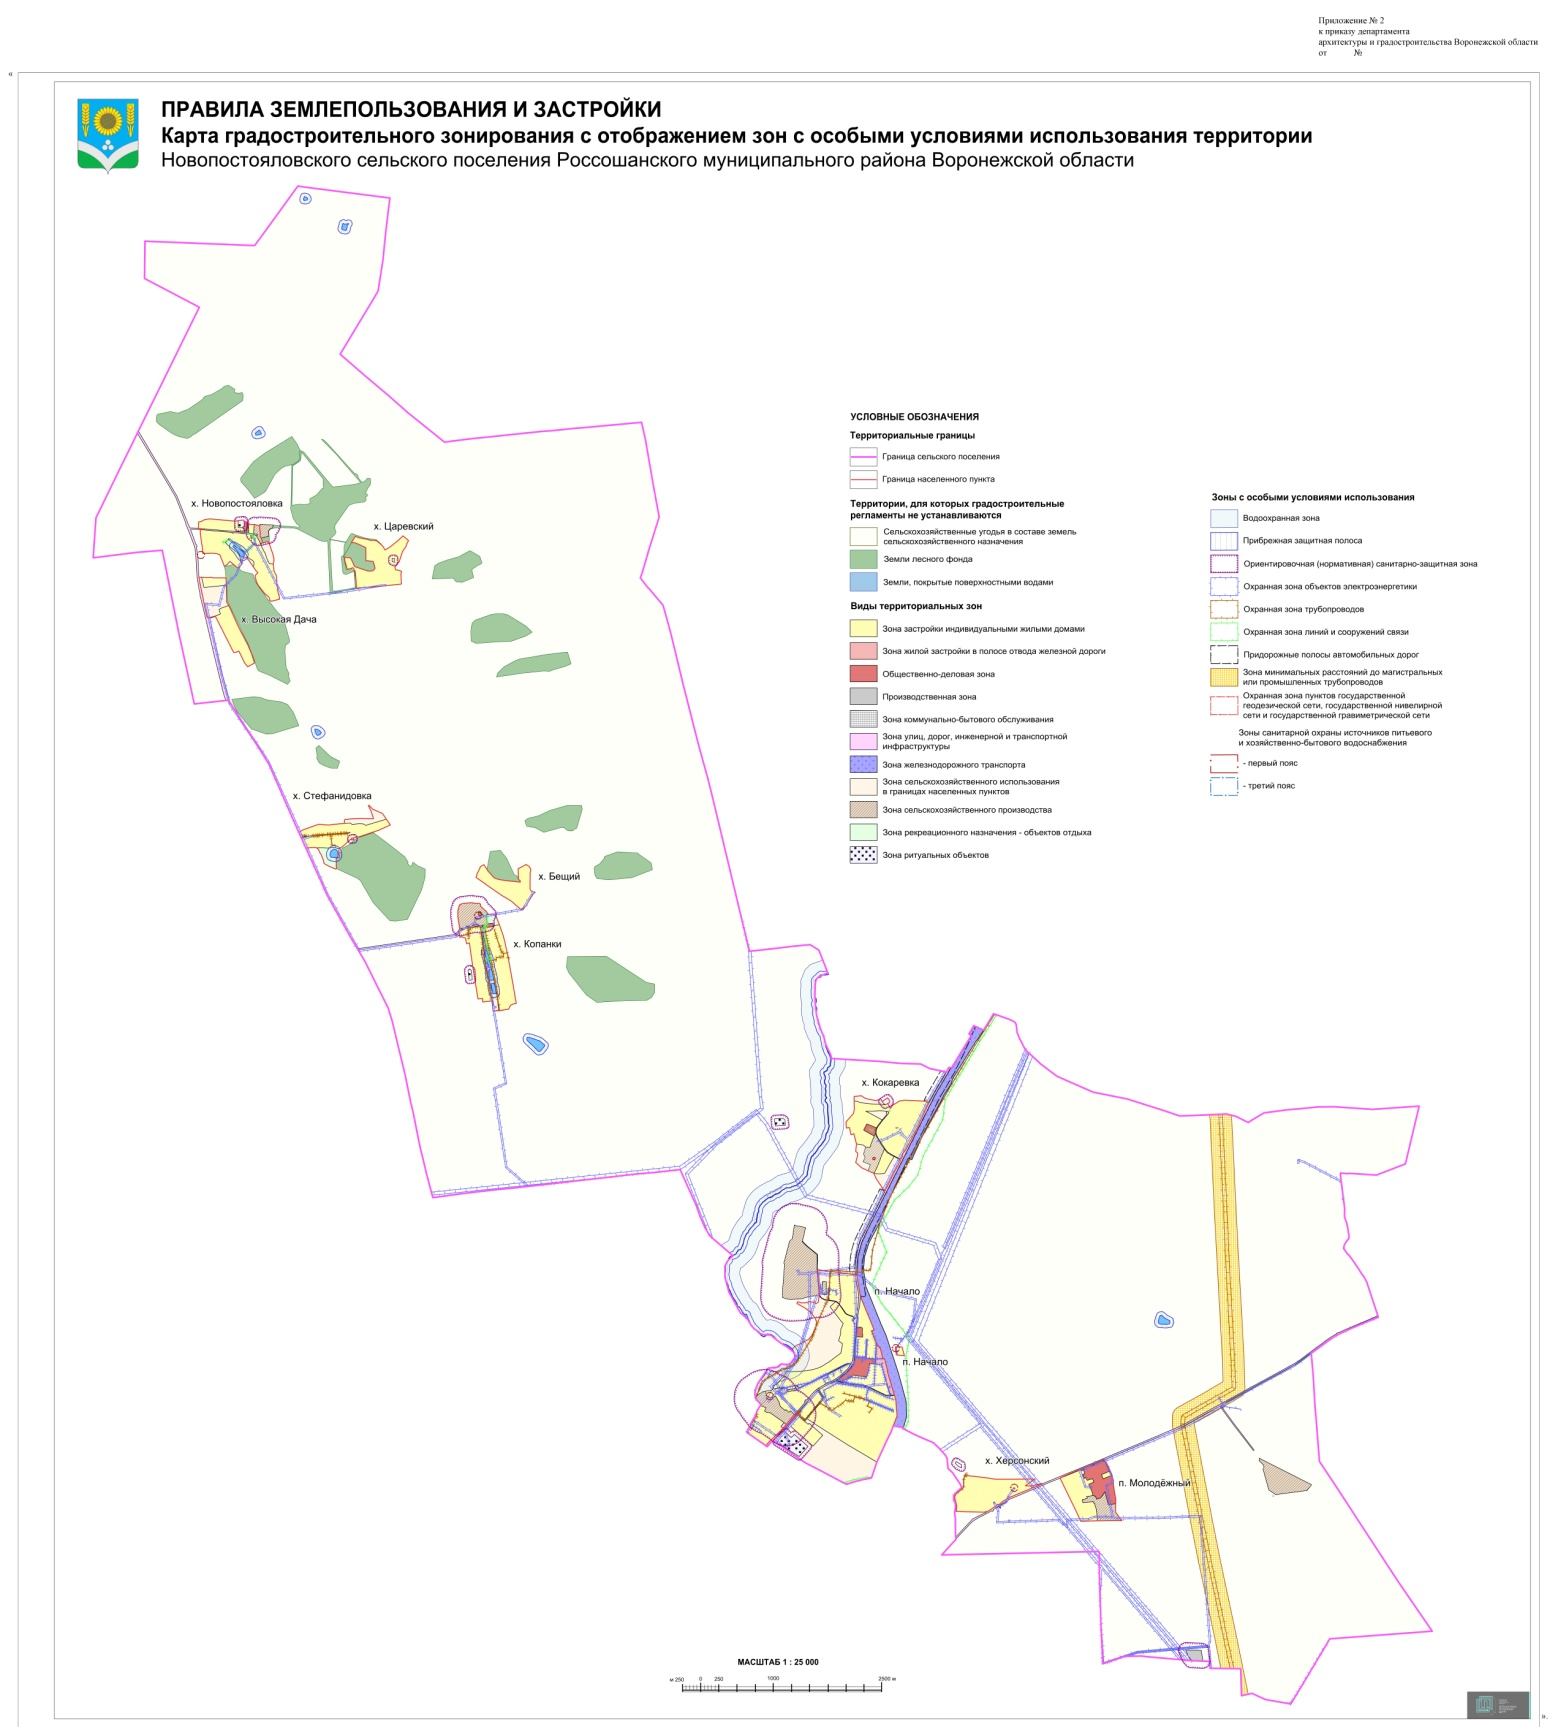 Приложение № 2
к приказу департамента
архитектуры и градостроительства Воронежской области
от №
«
ПРАВИЛА ЗЕМЛЕПОЛЬЗОВАНИЯ И ЗАСТРОЙКИ
Карта градостроительного зонирования с отображением зон с особыми условиями использования территории
Новопостояловского сельского поселения Россошанского муниципального района Воронежской области
х. Новопостояловка
х. Царевский
х. Высокая Дача
х. Стефанидовка
х. Бещий
х. Копанки
х. Кокаревка
п. Начало
п. Начало
х. Херсонский
п. Молодёжный
УСЛОВНЫЕ ОБОЗНАЧЕНИЯ
Территориальные границы
Граница сельского поселения
Граница населенного пункта
Территории, для которых градостроительные
регламенты не устанавливаются
Сельскохозяйственные угодья в составе земель
сельскохозяйственного назначения
Земли лесного фонда
Земли, покрытые поверхностными водами
Виды территориальных зон
Зона застройки индивидуальными жилыми домами
Зона жилой застройки в полосе отвода железной дороги
Общественно-деловая зона
Производственная зона
Зона коммунально-бытового обслуживания
Зона улиц, дорог, инженерной и транспортной
инфраструктуры
Зона железнодорожного транспорта
Зона сельскохозяйственного использования
в границах населенных пунктов
Зона сельскохозяйственного производства
Зона рекреационного назначения - объектов отдыха
Зона ритуальных объектов
Зоны с особыми условиями использования
Водоохранная зона
Прибрежная защитная полоса
Ориентировочная (нормативная) санитарно-защитная зона
Охранная зона объектов электроэнергетики
Охранная зона трубопроводов
Охранная зона линий и сооружений связи
Придорожные полосы автомобильных дорог
Зона минимальных расстояний до магистральных
или промышленных трубопроводов
Охранная зона пунктов государственной
геодезической сети, государственной нивелирной
сети и государственной гравиметрической сети
Зоны санитарной охраны источников питьевого
и хозяйственно-бытового водоснабжения
- первый пояс
- третий пояс
МАСШТАБ 1 : 25 000
м 250 0 250 1000 2500 м
».